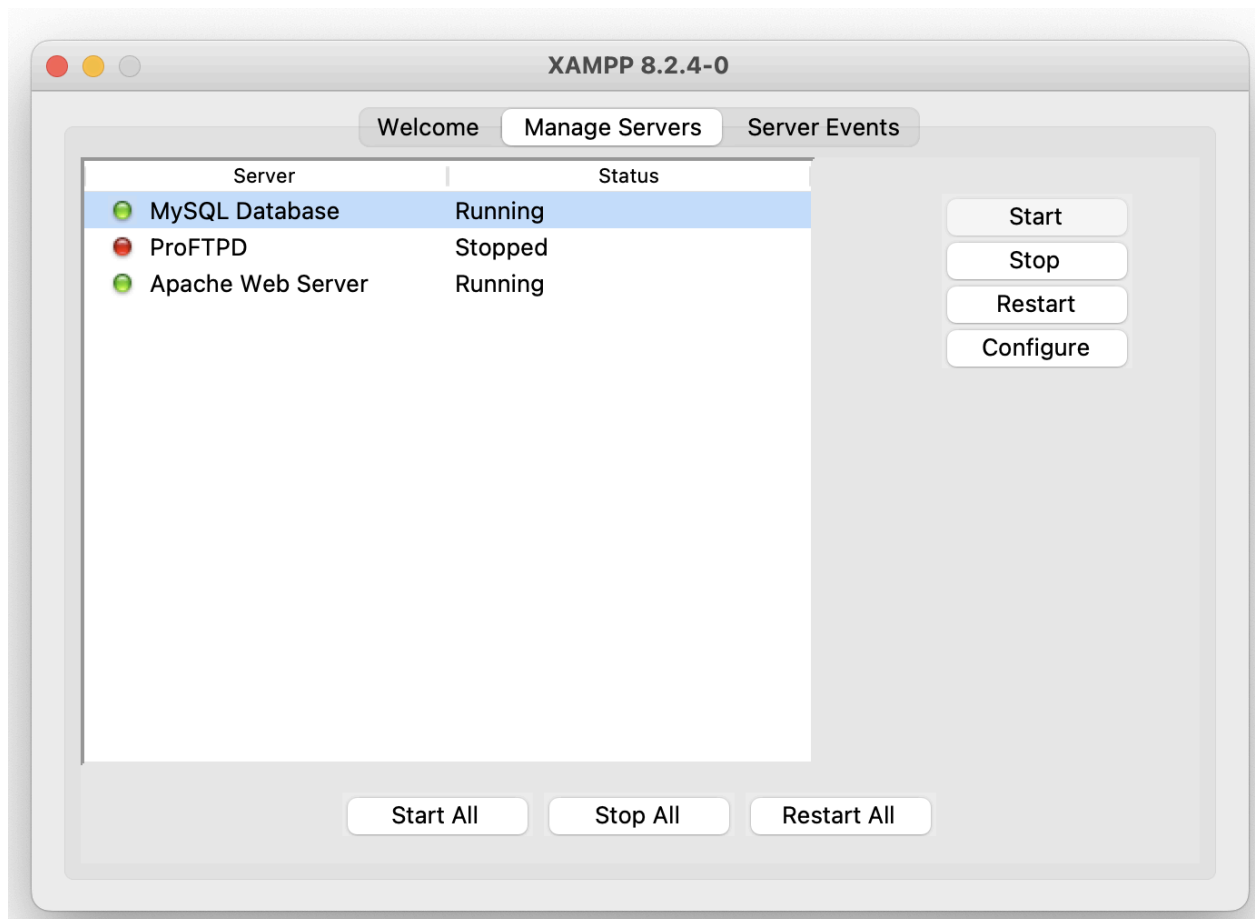 XAMPP 8.2.4-0
Welcome Manage Servers Server Events
Server Status
MySQL Database Running
ProFTPD Stopped
Apache Web Server Running
Start
Stop
Restart
Configure
Start All Stop All Restart All